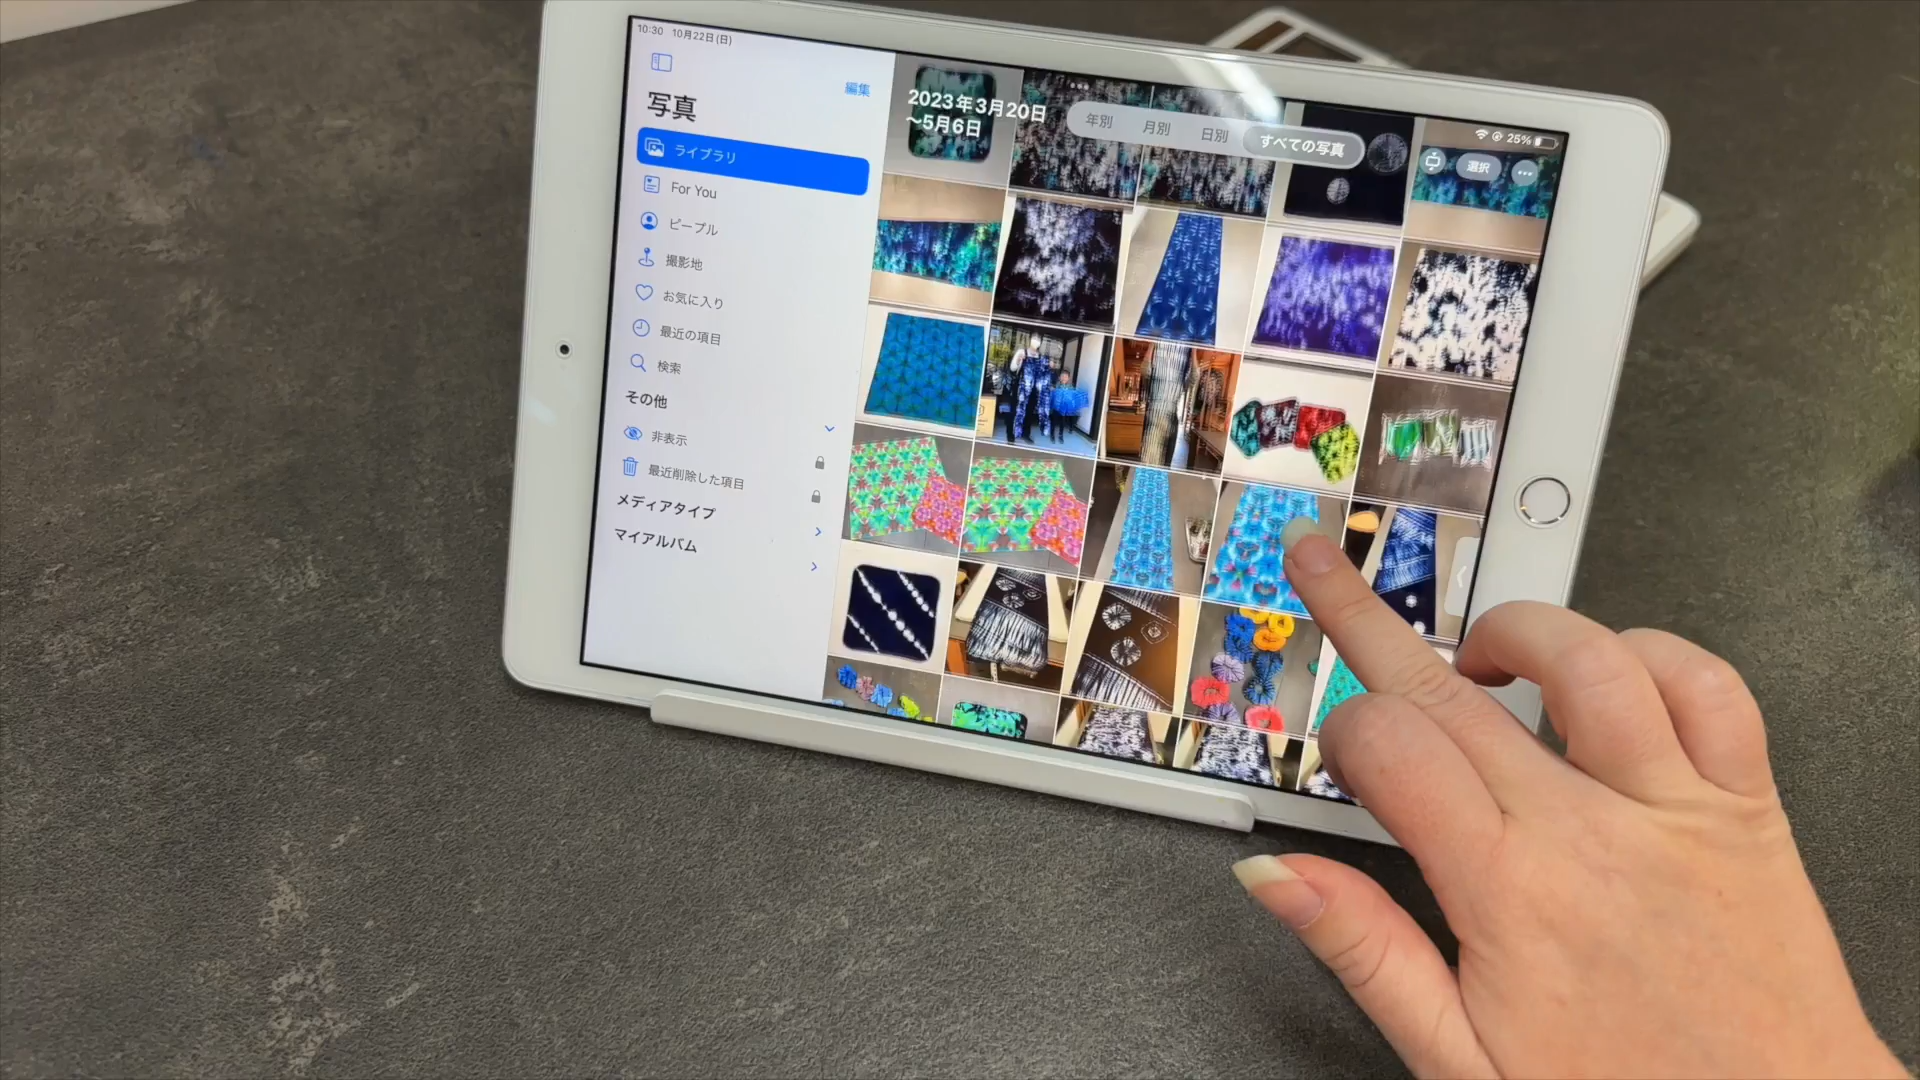 10:30 10月22日(日)
編集
写真
ライブラリ
For You
ピープル
撮影地
お気に入り
最近の項目
検索
その他
非表示
最近削除した項目
メディアタイプ
マイアルバム
2023年3月20日
〜5月6日
年別 月別 日別 すべての写真
25%
選択